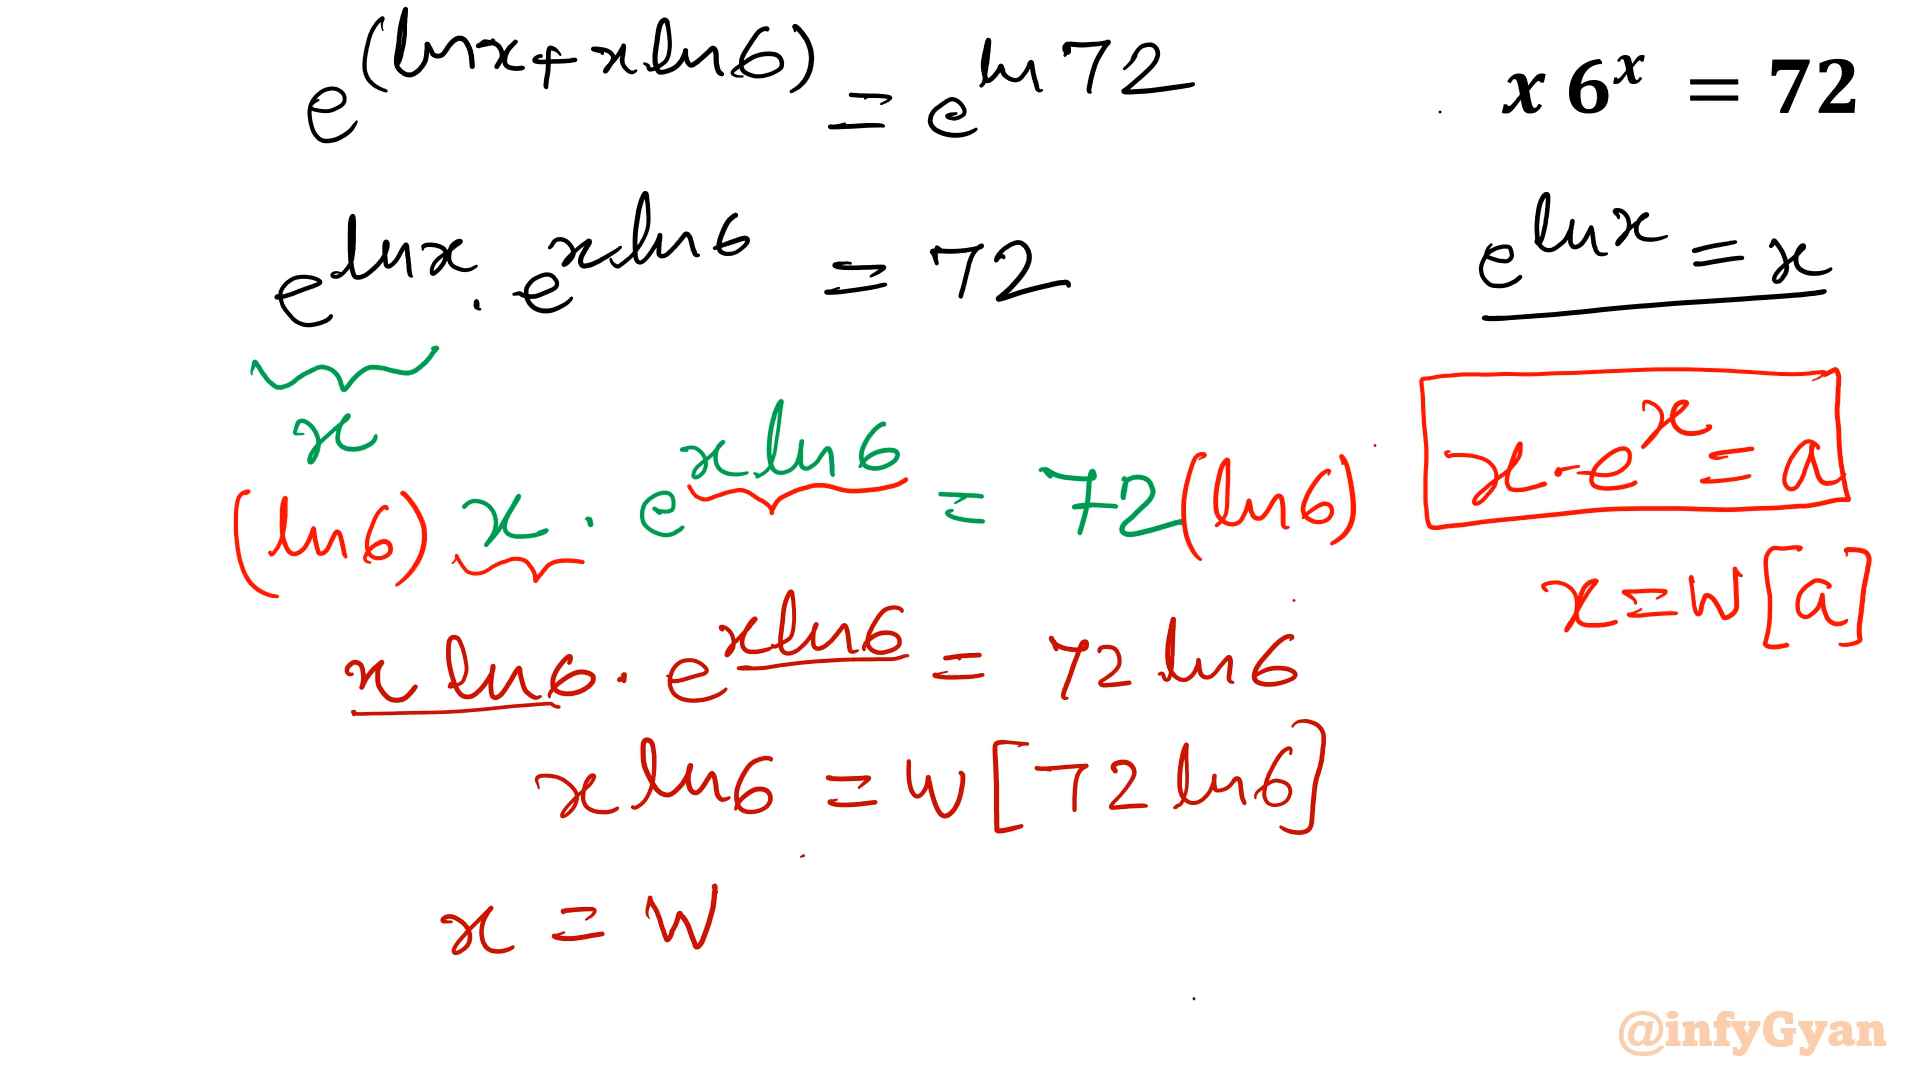 e^(lnx+xln6) = e^ln72
x 6^x = 72
e^lnx . e^xln6 = 72
e^lnx = x
x
(ln6) x . e^xln6 = 72(ln6)
x.e^x = a
x = W[a]
x ln6 . e^xln6 = 72 ln6
x ln6 = W[72 ln6]
x = W
@infyGyan